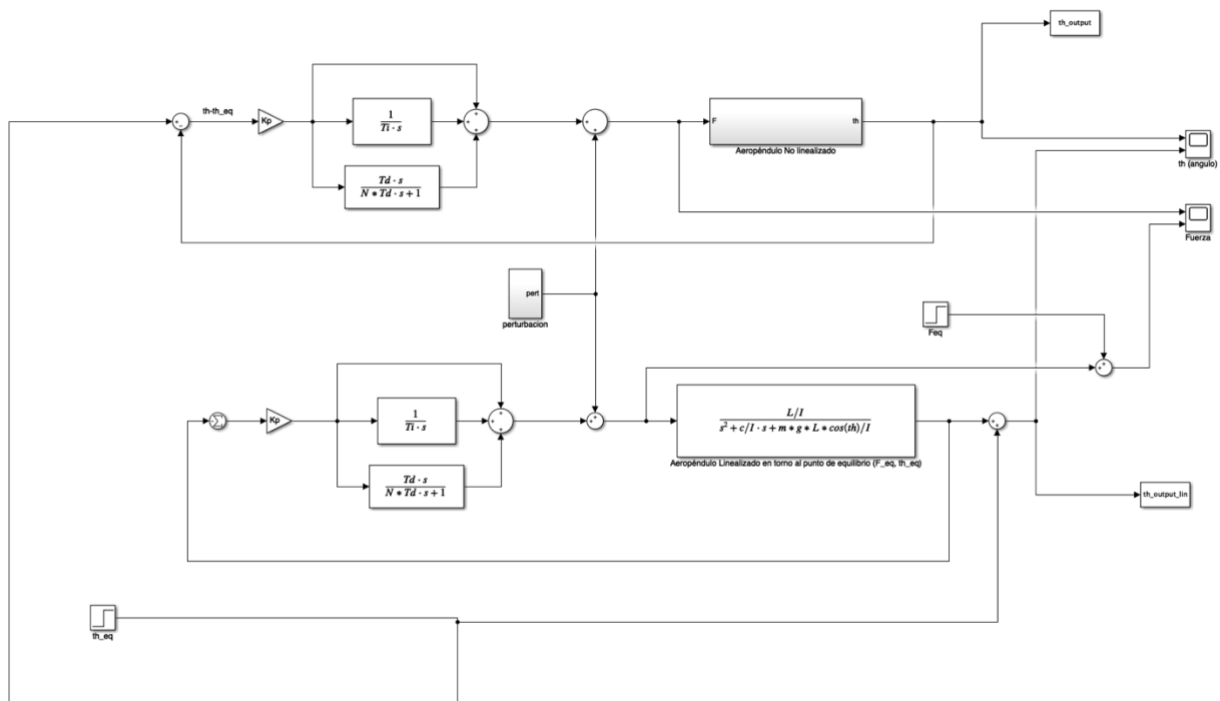 th_output
th-th_eq
Kp
1
Ti · s
Td · s
N * Td · s + 1
F
th
Aeropéndulo No linealizado
th (angulo)
Fuerza
pert
perturbacion
Feq
Kp
1
Ti · s
Td · s
N * Td · s + 1
L/I
s² + c/I · s + m * g * L * cos(th)/I
Aeropéndulo Linealizado en torno al punto de equilibrio (F_eq, th_eq)
th_output_lin
th_eq